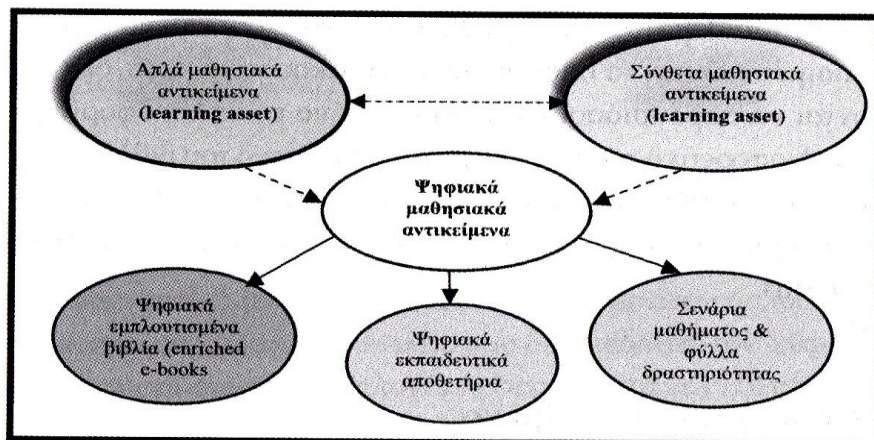 Απλά μαθησιακά
αντικείμενα
(learning asset)
Σύνθετα μαθησιακά
αντικείμενα
(learning asset)
Ψηφιακά
μαθησιακά
αντικείμενα
Ψηφιακά
εμπλουτισμένα
βιβλία (enriched
e-books
Ψηφιακά
εκπαιδευτικά
αποθετήρια
Σενάρια
μαθήματος &
φύλλα
δραστηριότητας